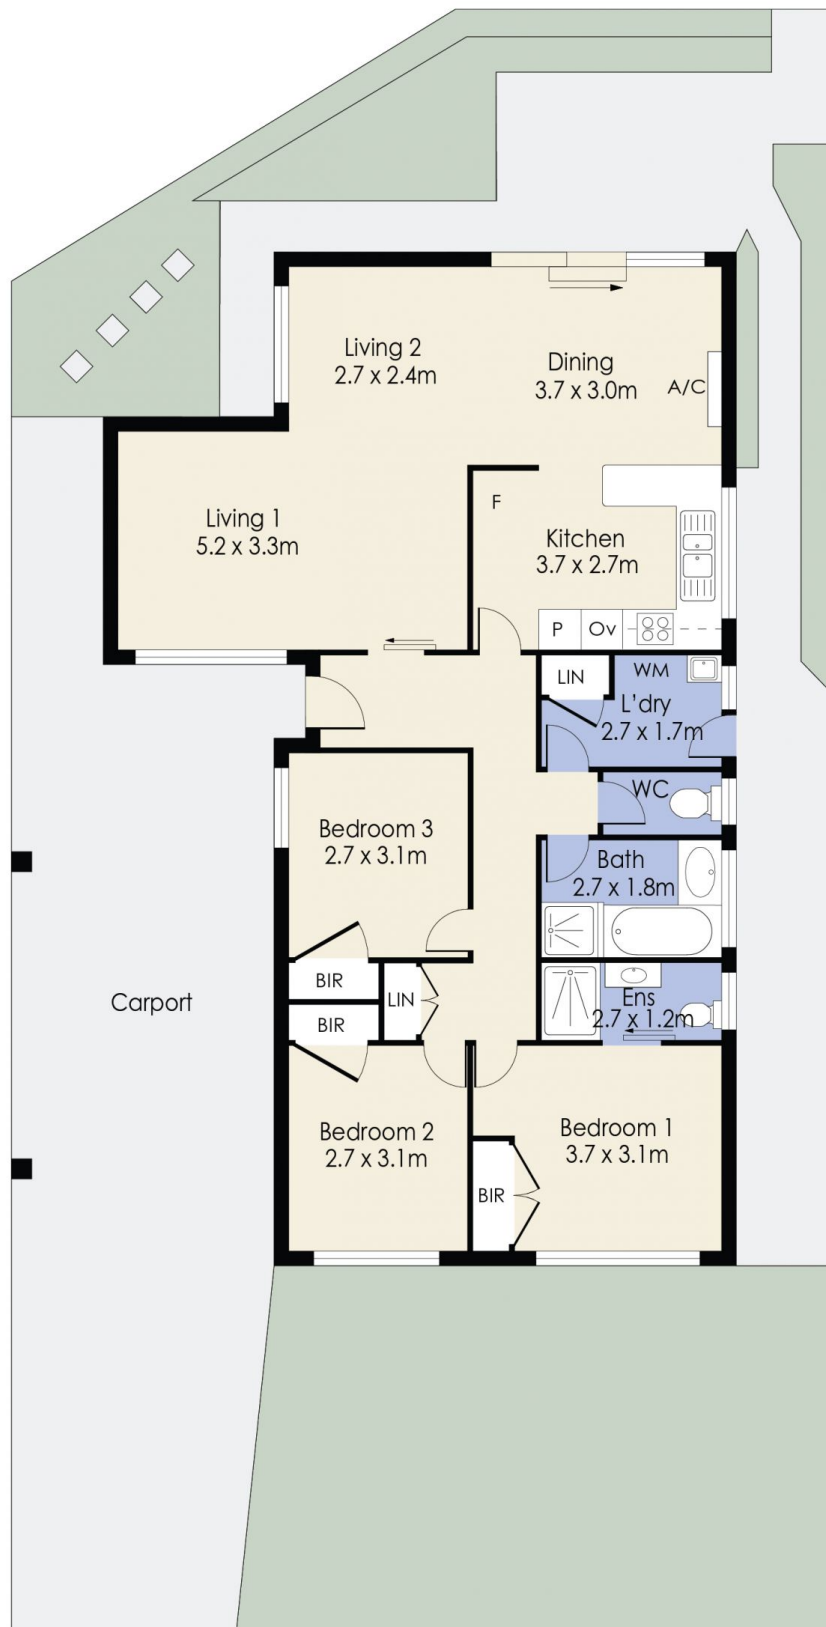 Living 2
2.7 x 2.4m
Dining
3.7 x 3.0m
A/C
Living 1
5.2 x 3.3m
F
Kitchen
3.7 x 2.7m
P
Ov
LIN
WM
L'dry
2.7 x 1.7m
WC
Bedroom 3
2.7 x 3.1m
Bath
2.7 x 1.8m
BIR
LIN
BIR
Carport
Ens
2.7 x 1.2m
Bedroom 2
2.7 x 3.1m
Bedroom 1
3.7 x 3.1m
BIR